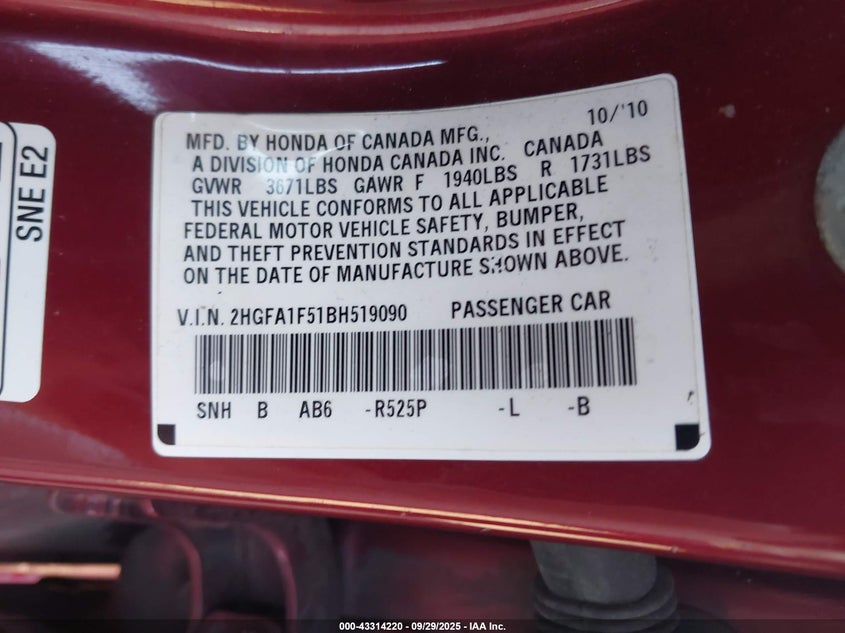 10/'10
MFD. BY HONDA OF CANADA MFG.,
A DIVISION OF HONDA CANADA INC. CANADA
GVWR 3671LBS GAWR F 1940LBS R 1731LBS
THIS VEHICLE CONFORMS TO ALL APPLICABLE
FEDERAL MOTOR VEHICLE SAFETY, BUMPER,
AND THEFT PREVENTION STANDARDS IN EFFECT
ON THE DATE OF MANUFACTURE SHOWN ABOVE.
V.I.N. 2HGFA1F51BH519090 PASSENGER CAR
SNH B AB6 -R525P -L -B
SNE E2
000-43314220 - 09/29/2025 - IAA Inc.